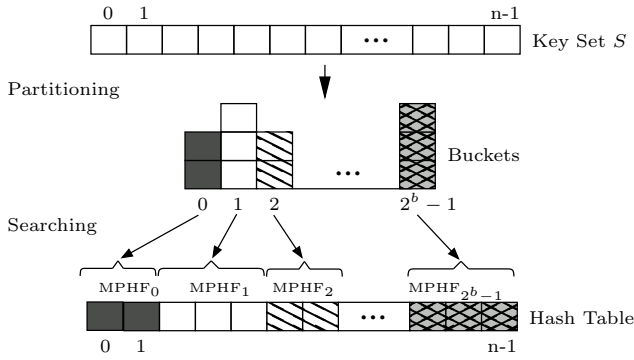 0 1 n-1
... Key Set S
Partitioning
... Buckets
0 1 2 2^b − 1
Searching
MPHF_0 MPHF_1 MPHF_2 MPHF_{2^b−1}
... Hash Table
0 1 n-1